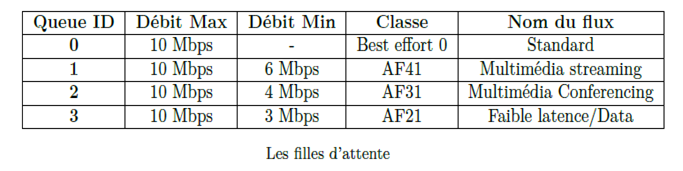 Queue ID Débit Max Débit Min Classe Nom du flux
0 10 Mbps - Best effort 0 Standard
1 10 Mbps 6 Mbps AF41 Multimédia streaming
2 10 Mbps 4 Mbps AF31 Multimédia Conferencing
3 10 Mbps 3 Mbps AF21 Faible latence/Data
Les filles d'attente